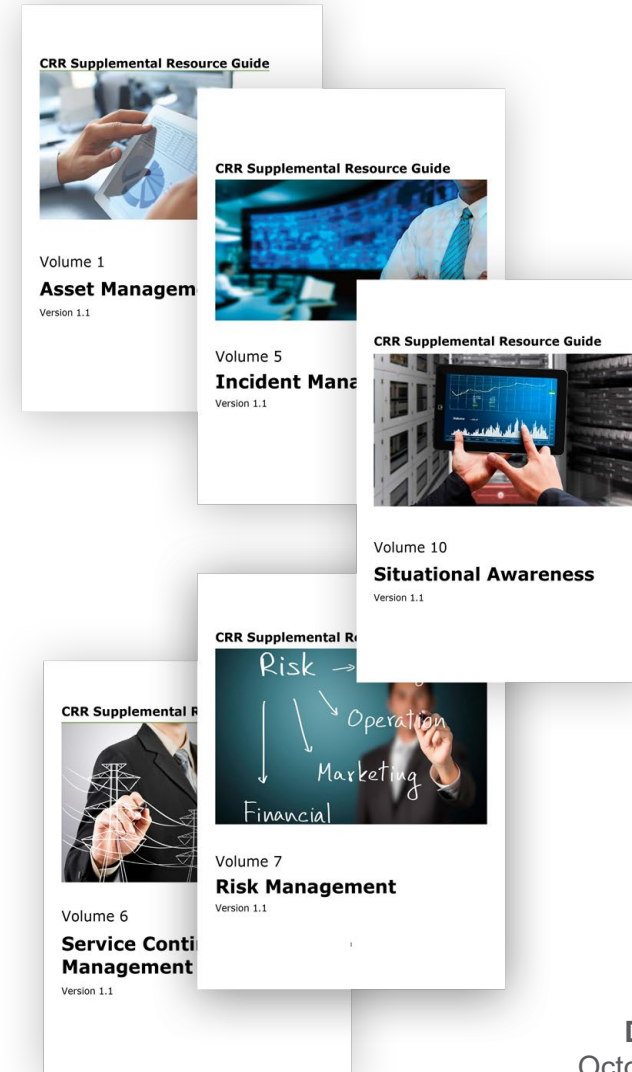 CRR Supplemental Resource Guide
Volume 1
Asset Managem
Version 1.1
CRR Supplemental Resource Guide
Volume 5
Incident Mana
Version 1.1
CRR Supplemental Resource Guide
Volume 10
Situational Awareness
Version 1.1
CRR Supplemental R
Risk
Operation
Marketing
Financial
Volume 7
Risk Management
Version 1.1
CRR Supplemental R
Volume 6
Service Conti
Management
Version 1.1